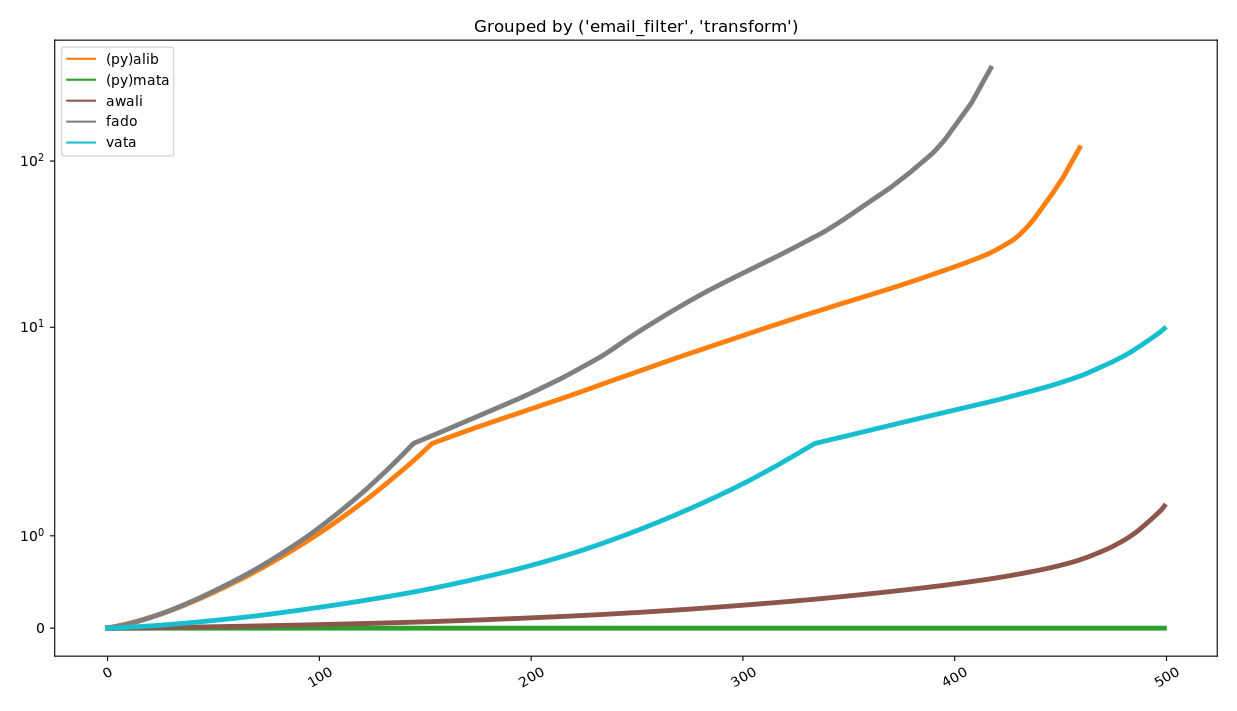 Grouped by ('email_filter', 'transform')
(py)alib
(py)mata
awali
fado
vata
10²
10¹
10⁰
0
0
100
200
300
400
500